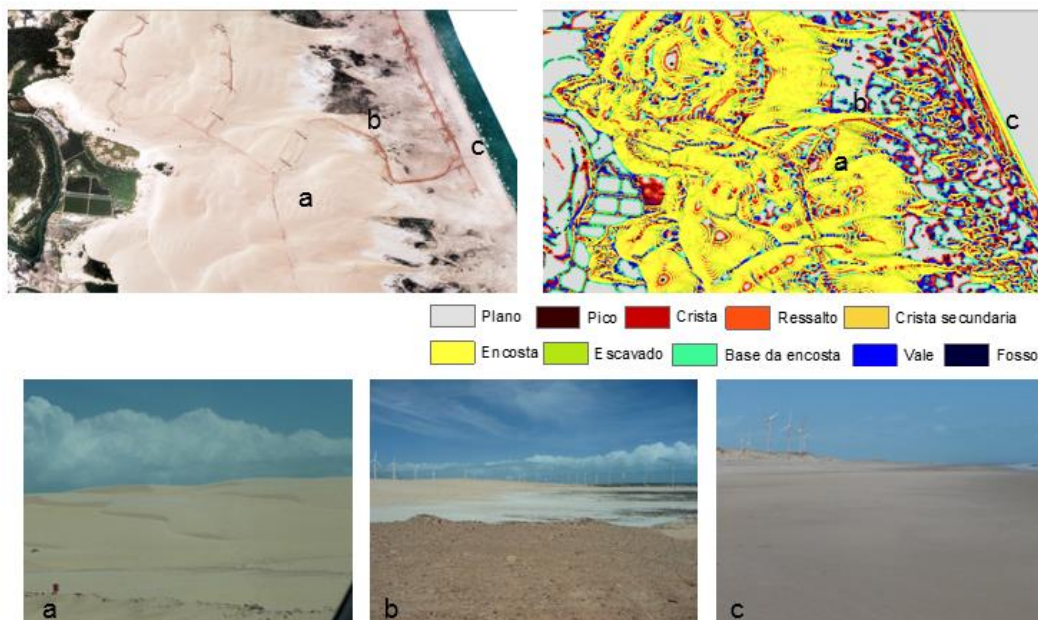 b
c
a
b
c
a
Plano Pico Crista Ressalto Crista secundaria
Encosta Escavado Base da encosta Vale Fosso
a b c